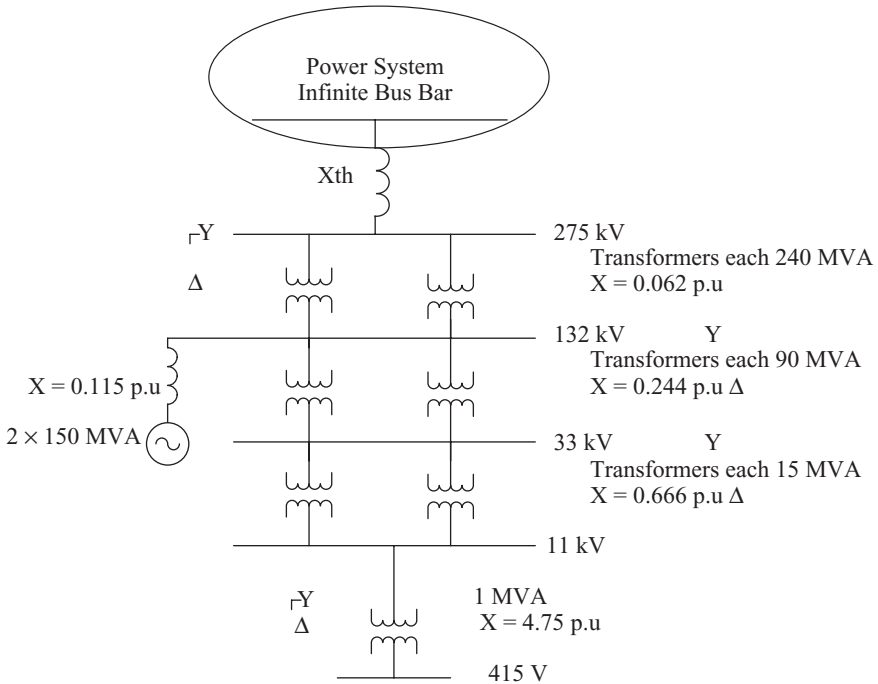 Power System
Infinite Bus Bar
Xth
Y
275 kV
Transformers each 240 MVA
Δ
X = 0.062 p.u
132 kV Y
Transformers each 90 MVA
X = 0.115 p.u
X = 0.244 p.u Δ
2 × 150 MVA
33 kV Y
Transformers each 15 MVA
X = 0.666 p.u Δ
11 kV
Y
1 MVA
Δ
X = 4.75 p.u
415 V